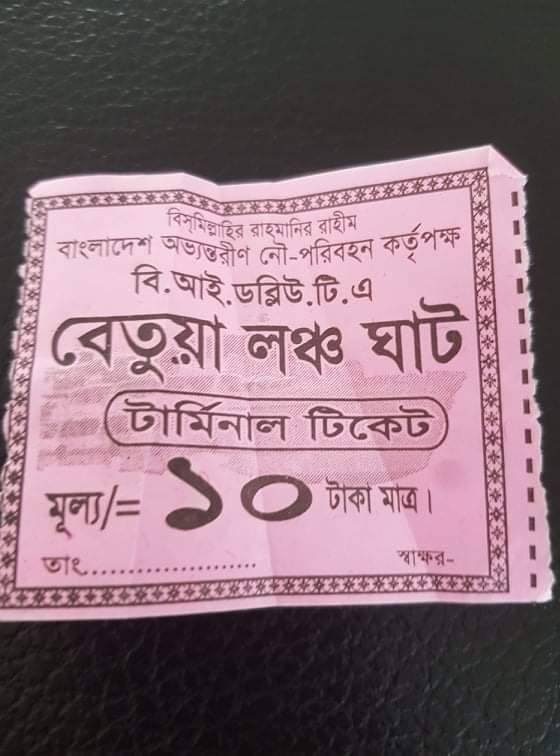 বিস্‌মিল্লাহির রাহমানির রাহীম
বাংলাদেশ অভ্যন্তরীণ নৌ-পরিবহন কর্তৃপক্ষ
বি.আই.ডব্লিউ.টি.এ
বেতুয়া লঞ্চ ঘাট
টার্মিনাল টিকেট
মূল্য/= ১০ টাকা মাত্র।
তাং..................... স্বাক্ষর-